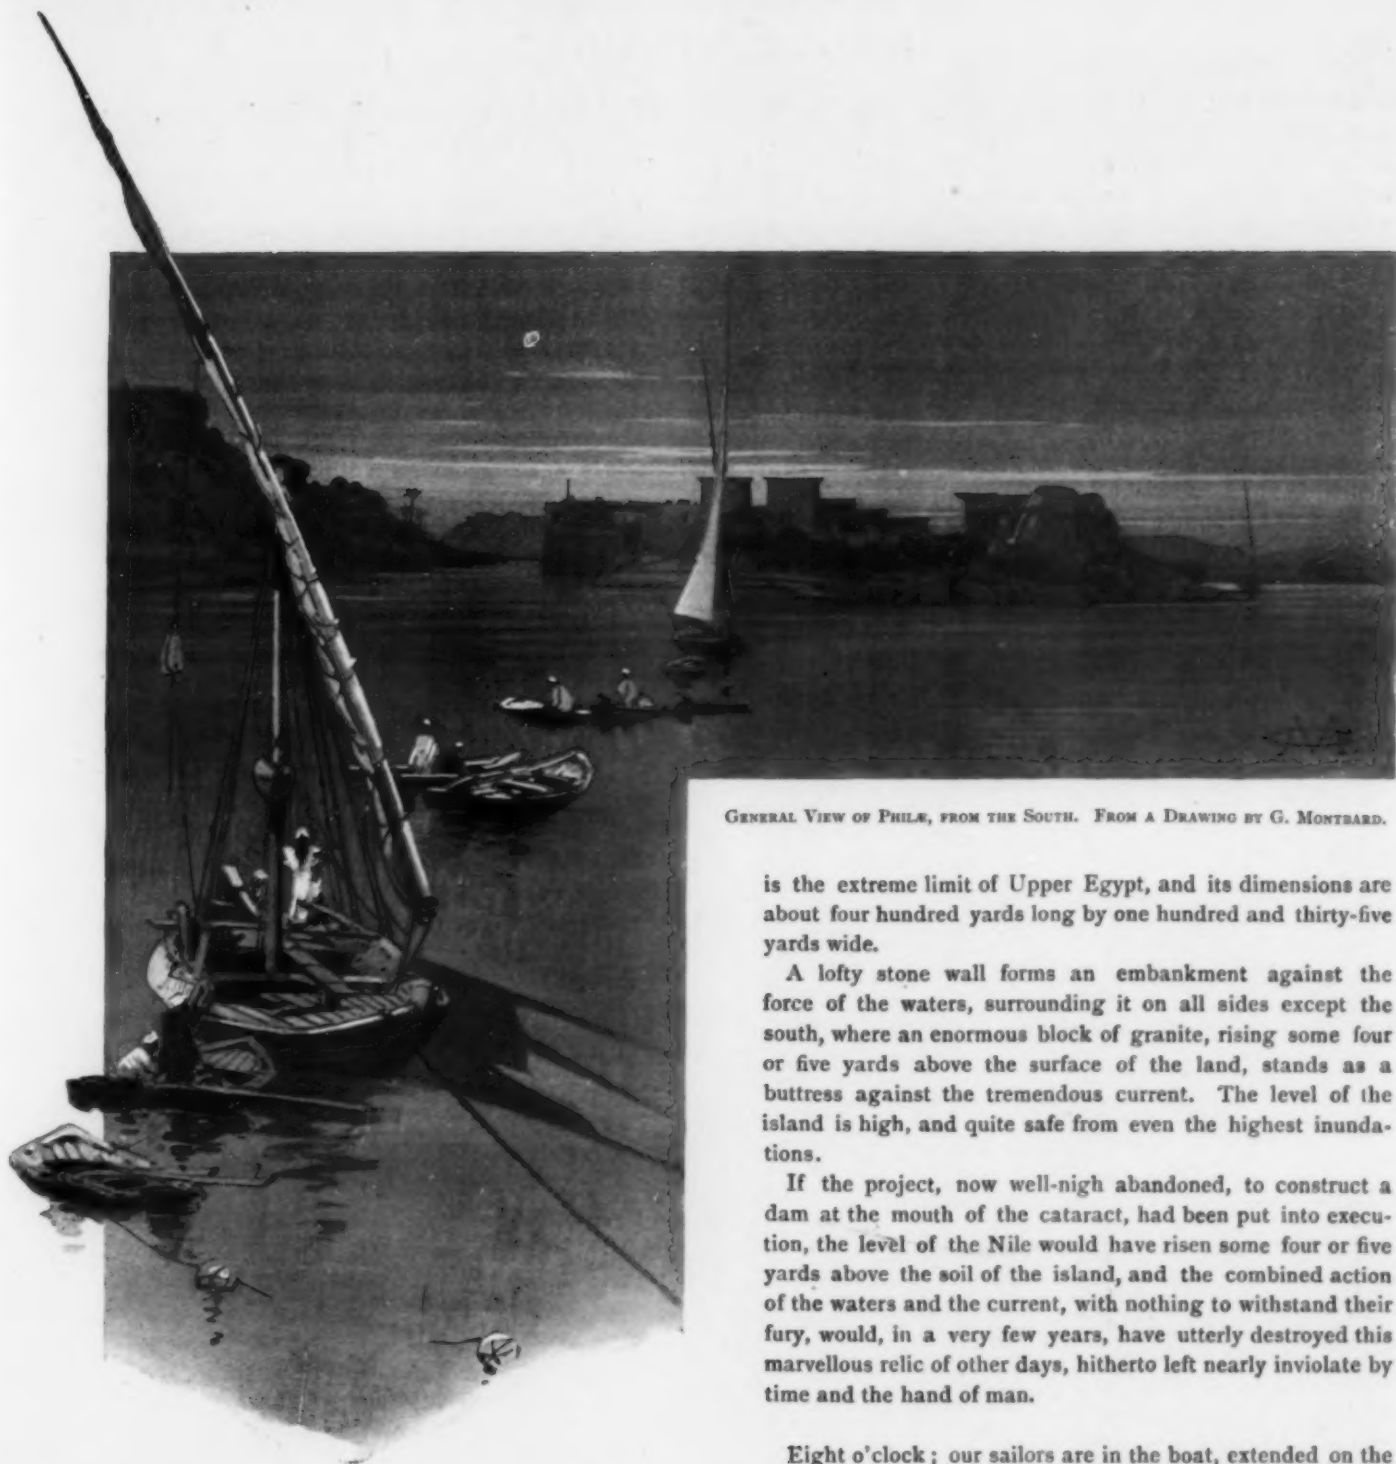 GENERAL VIEW OF PHILÆ, FROM THE SOUTH. FROM A DRAWING BY G. MONTBARD.
is the extreme limit of Upper Egypt, and its dimensions are
about four hundred yards long by one hundred and thirty-five
yards wide.
A lofty stone wall forms an embankment against the
force of the waters, surrounding it on all sides except the
south, where an enormous block of granite, rising some four
or five yards above the surface of the land, stands as a
buttress against the tremendous current. The level of the
island is high, and quite safe from even the highest inunda-
tions.
If the project, now well-nigh abandoned, to construct a
dam at the mouth of the cataract, had been put into execu-
tion, the level of the Nile would have risen some four or five
yards above the soil of the island, and the combined action
of the waters and the current, with nothing to withstand their
fury, would, in a very few years, have utterly destroyed this
marvellous relic of other days, hitherto left nearly inviolate by
time and the hand of man.
Eight o'clock; our sailors are in the boat, extended on the